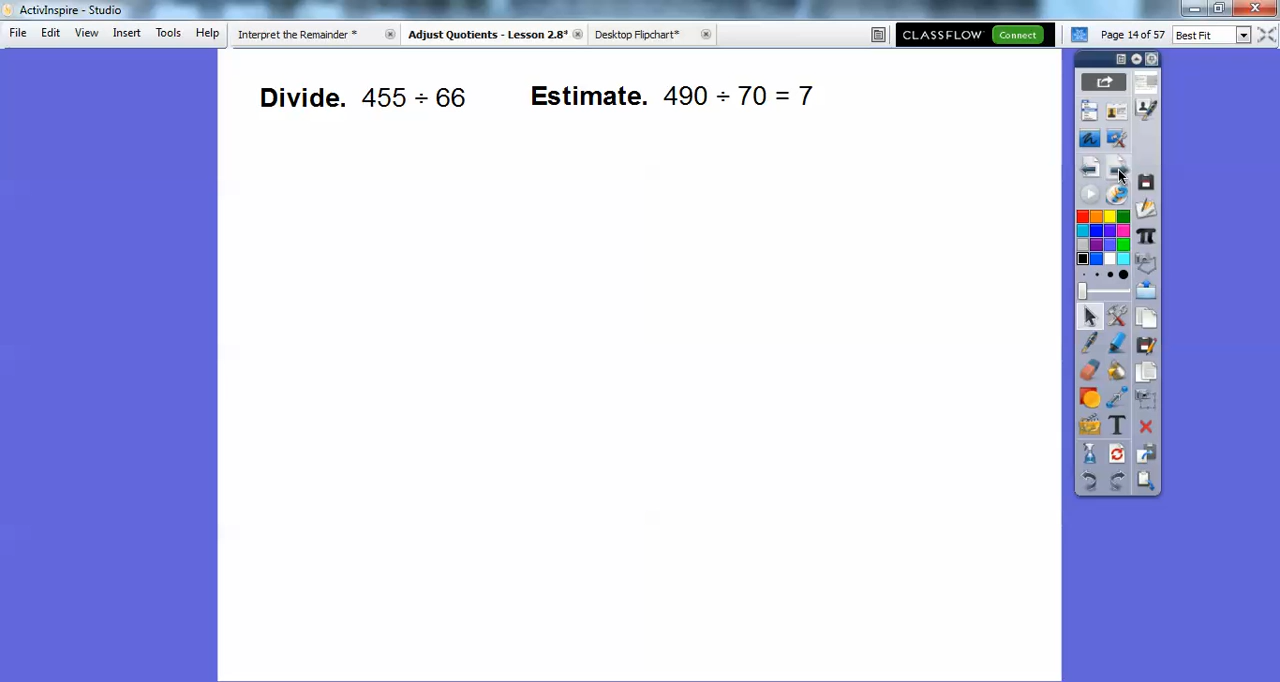 ActivInspire - Studio
File Edit View Insert Tools Help
Interpret the Remainder *
Adjust Quotients - Lesson 2.8*
Desktop Flipchart*
CLASSFLOW Connect
Page 14 of 57
Best Fit
Divide. 455 ÷ 66 Estimate. 490 ÷ 70 = 7